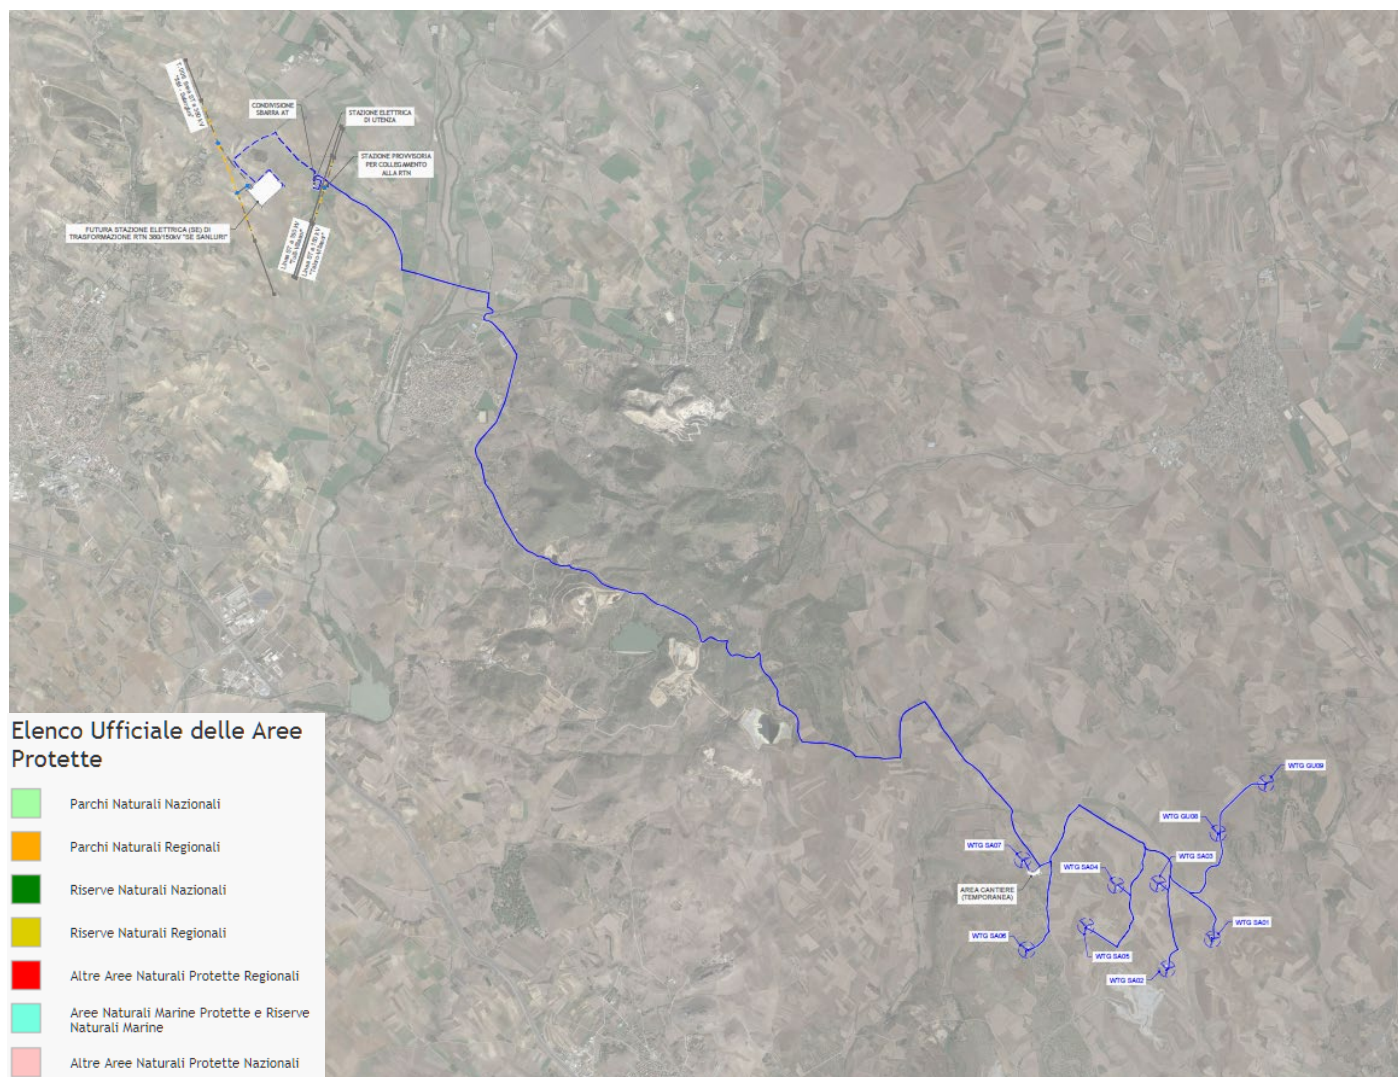 CONDIVISIONE
SBARRA AT
STAZIONE ELETTRICA
DI UTENZA
STAZIONE PROVVISORIA
PER COLLEGAMENTO
ALLA RTN
FUTURA STAZIONE ELETTRICA (SE) DI
TRASFORMAZIONE RTN 380/150kV "SE SANLURI"
WTG GU09
WTG GU08
WTG SA03
WTG SA07
WTG SA04
AREA CANTIERE
(TEMPORANEA)
WTG SA01
WTG SA06
WTG SA05
WTG SA02
Elenco Ufficiale delle Aree
Protette
Parchi Naturali Nazionali
Parchi Naturali Regionali
Riserve Naturali Nazionali
Riserve Naturali Regionali
Altre Aree Naturali Protette Regionali
Aree Naturali Marine Protette e Riserve
Naturali Marine
Altre Aree Naturali Protette Nazionali